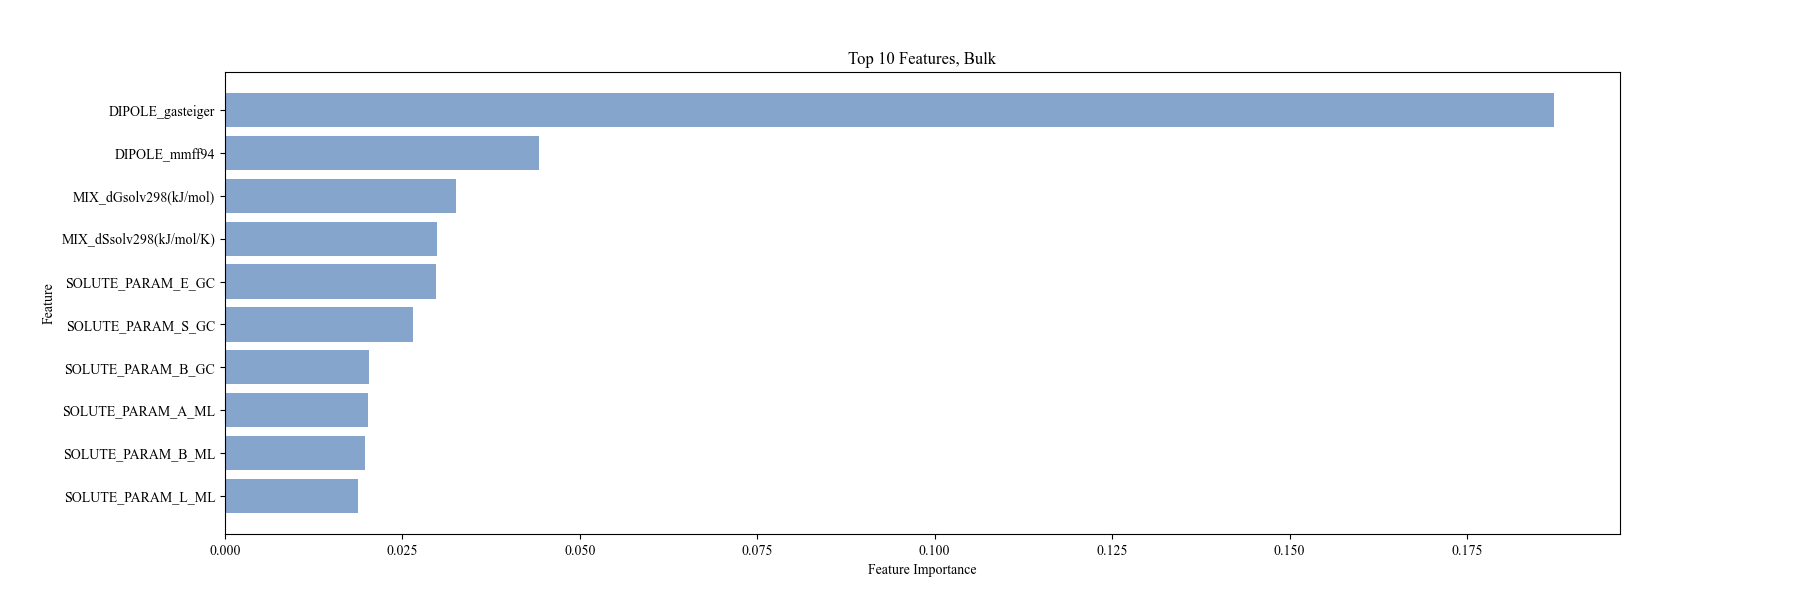 Top 10 Features, Bulk
DIPOLE_gasteiger
DIPOLE_mmff94
MIX_dGsolv298(kJ/mol)
MIX_dSsolv298(kJ/mol/K)
SOLUTE_PARAM_E_GC
SOLUTE_PARAM_S_GC
SOLUTE_PARAM_B_GC
SOLUTE_PARAM_A_ML
SOLUTE_PARAM_B_ML
SOLUTE_PARAM_L_ML
Feature
0.000 0.025 0.050 0.075 0.100 0.125 0.150 0.175
Feature Importance